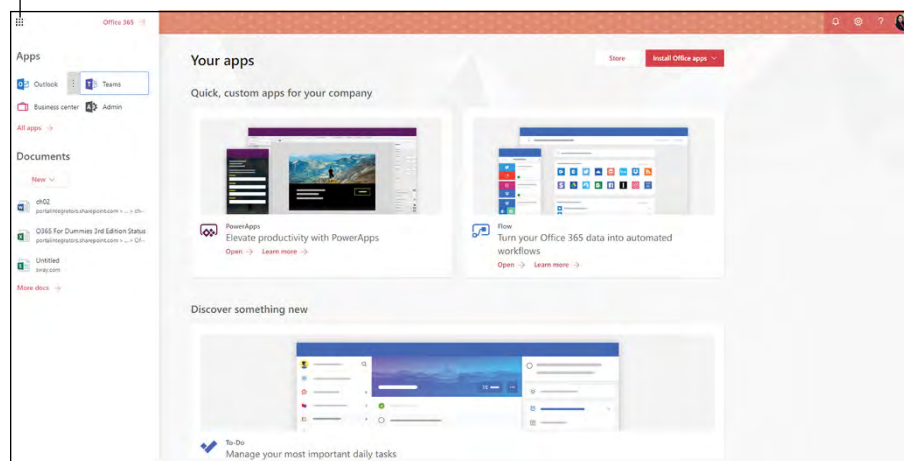 Office 365 →
Apps
Outlook
Teams
Business center
Admin
All apps →
Documents
New
ch02
portalintegrators.sharepoint.com > ... > ch-
O365 For Dummies 3rd Edition Status
portalintegrators.sharepoint.com > ... > Of-
Untitled
sway.com
More docs →
?
Your apps
Store
Install Office apps
Quick, custom apps for your company
PowerApps
Elevate productivity with PowerApps
Open → Learn more →
Flow
Turn your Office 365 data into automated
workflows
Open → Learn more →
Discover something new
To-Do
Manage your most important daily tasks